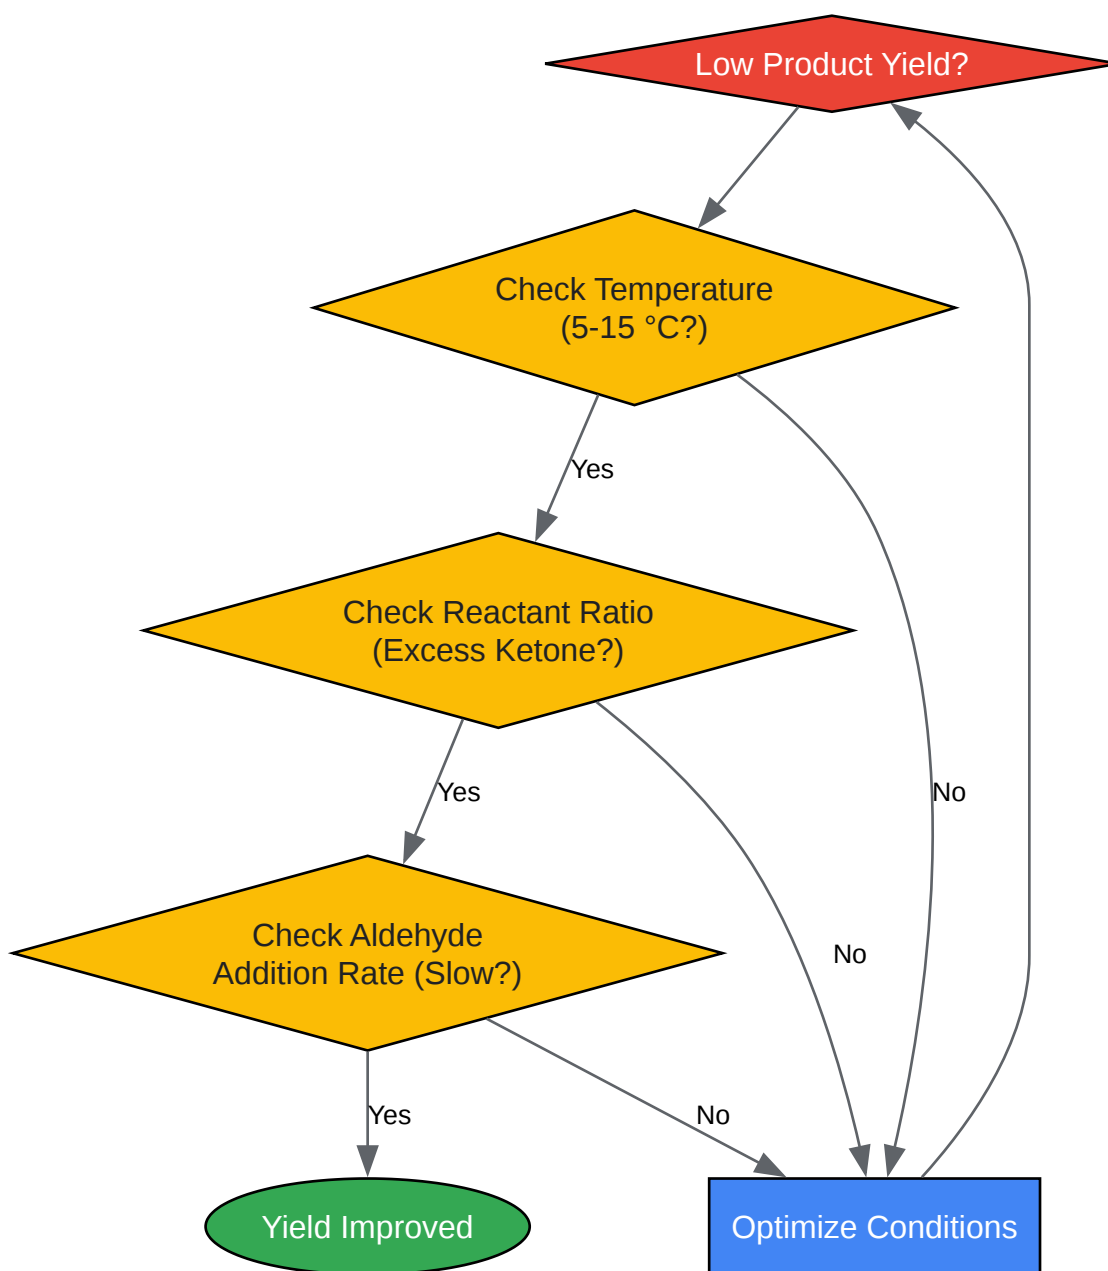 Low Product Yield?
Check Temperature
(5-15 °C?)
Yes
Check Reactant Ratio
(Excess Ketone?)
Yes
No
Check Aldehyde
Addition Rate (Slow?)
No
Yes
No
Yield Improved
Optimize Conditions